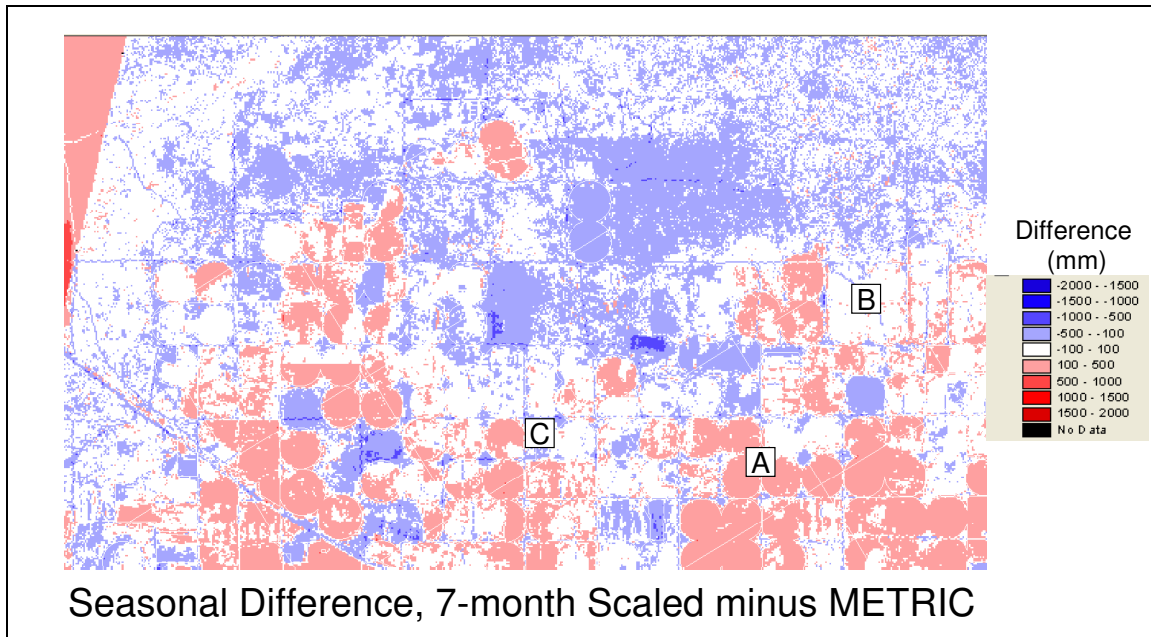 Difference
(mm)
-2000 - -1500
-1500 - -1000
-1000 - -500
-500 - -100
-100 - 100
100 - 500
500 - 1000
1000 - 1500
1500 - 2000
No Data
B
C
A
Seasonal Difference, 7-month Scaled minus METRIC